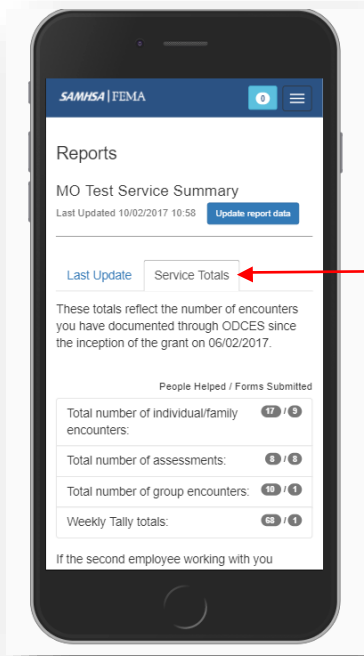 SAMHSA | FEMA 0
Reports
MO Test Service Summary
Last Updated 10/02/2017 10:58 Update report data
Last Update Service Totals
These totals reflect the number of encounters
you have documented through ODCES since
the inception of the grant on 06/02/2017.
People Helped / Forms Submitted
Total number of individual/family 17 / 9
encounters:
Total number of assessments: 8 / 8
Total number of group encounters: 10 / 1
Weekly Tally totals: 68 / 1
If the second employee working with you